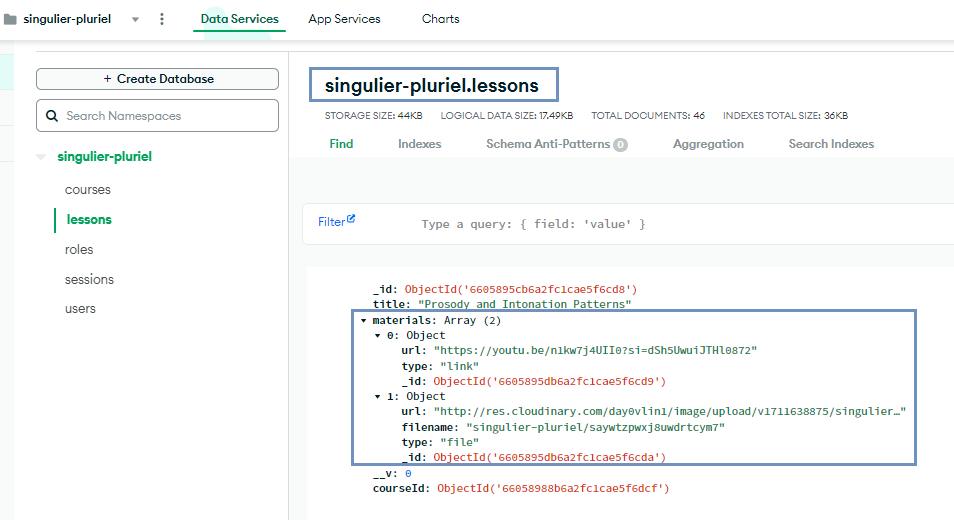 singulier-pluriel
Data Services
App Services
Charts
+ Create Database
Search Namespaces
singulier-pluriel
courses
lessons
roles
sessions
users
singulier-pluriel.lessons
STORAGE SIZE: 44KB LOGICAL DATA SIZE: 17.49KB TOTAL DOCUMENTS: 46 INDEXES TOTAL SIZE: 36KB
Find Indexes Schema Anti-Patterns 0 Aggregation Search Indexes
Filter Type a query: { field: 'value' }
_id: ObjectId('6605895cb6a2fc1cae5f6cd8')
title: "Prosody and Intonation Patterns"
materials: Array (2)
0: Object
url: "https://youtu.be/n1kw7j4UII0?si=dSh5UwuiJTHl0872"
type: "link"
_id: ObjectId('6605895db6a2fc1cae5f6cd9')
1: Object
url: "http://res.cloudinary.com/day0vlin1/image/upload/v1711638875/singulier…"
filename: "singulier-pluriel/saywtzpwxj8uwdrtcym7"
type: "file"
_id: ObjectId('6605895db6a2fc1cae5f6cda')
__v: 0
courseId: ObjectId('66058988b6a2fc1cae5f6dcf')